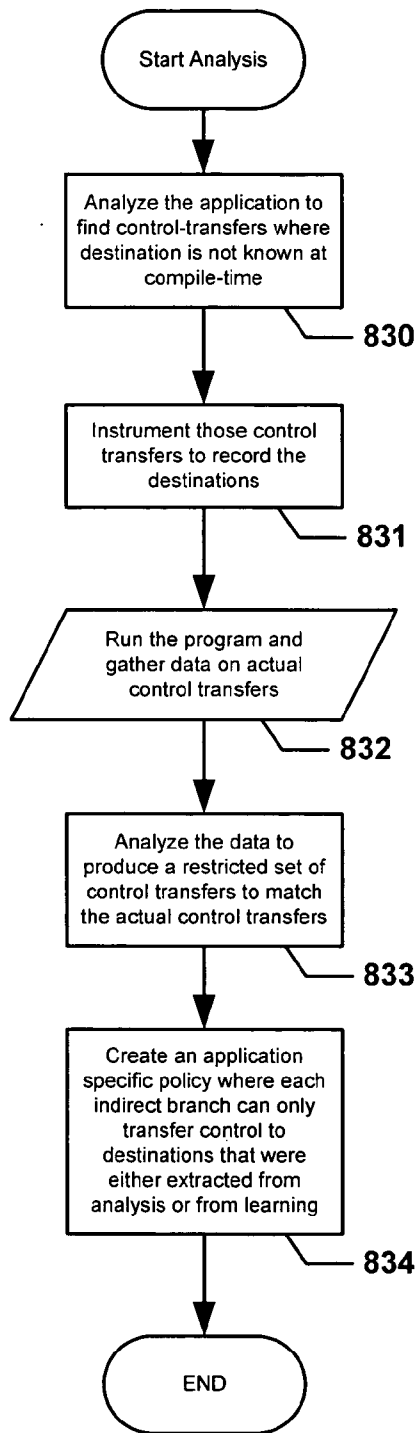 Start Analysis
Analyze the application to
find control-transfers where
destination is not known at
compile-time
830
Instrument those control
transfers to record the
destinations
831
Run the program and
gather data on actual
control transfers
832
Analyze the data to
produce a restricted set of
control transfers to match
the actual control transfers
833
Create an application
specific policy where each
indirect branch can only
transfer control to
destinations that were
either extracted from
analysis or from learning
834
END